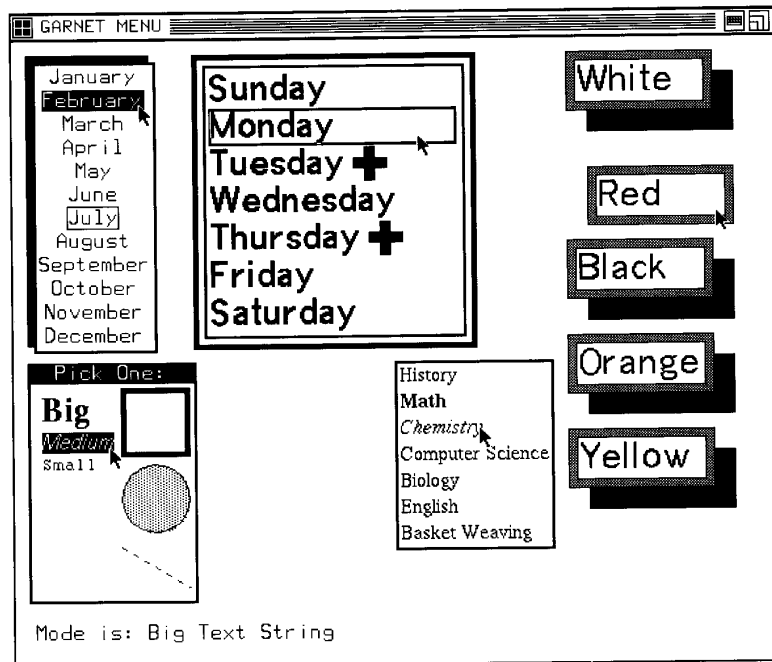 GARNET MENU
January
February
March
April
May
June
July
August
September
October
November
December
Sunday
Monday
Tuesday
Wednesday
Thursday
Friday
Saturday
White
Red
Black
Orange
Yellow
Pick One:
Big
Medium
Small
History
Math
Chemistry
Computer Science
Biology
English
Basket Weaving
Mode is: Big Text String